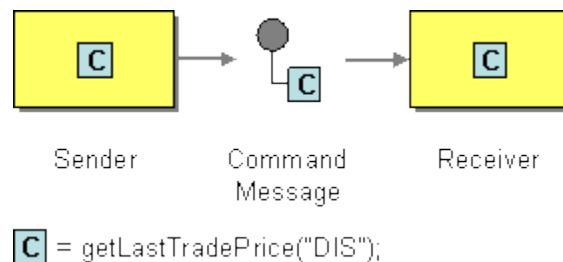 C C C
Sender Command Message Receiver
C = getLastTradePrice("DIS");